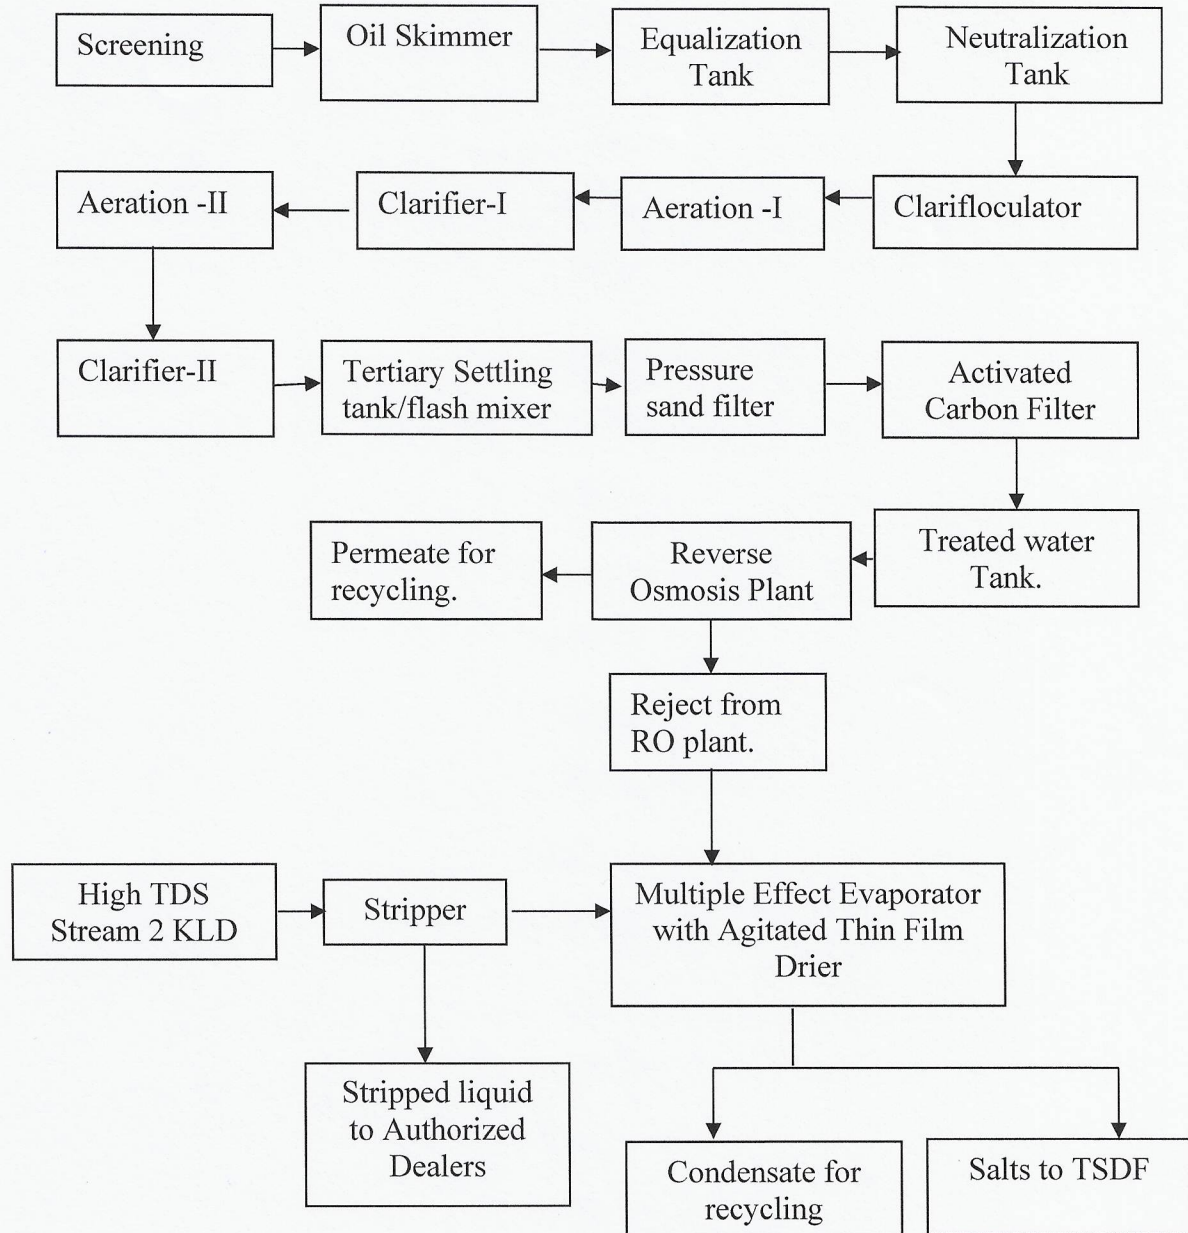 Screening
Oil Skimmer
Equalization
Tank
Neutralization
Tank
Aeration -II
Clarifier-I
Aeration -I
Clarifloculator
Clarifier-II
Tertiary Settling
tank/flash mixer
Pressure
sand filter
Activated
Carbon Filter
Permeate for
recycling.
Reverse
Osmosis Plant
Treated water
Tank.
Reject from
RO plant.
High TDS
Stream 2 KLD
Stripper
Multiple Effect Evaporator
with Agitated Thin Film
Drier
Stripped liquid
to Authorized
Dealers
Condensate for
recycling
Salts to TSDF